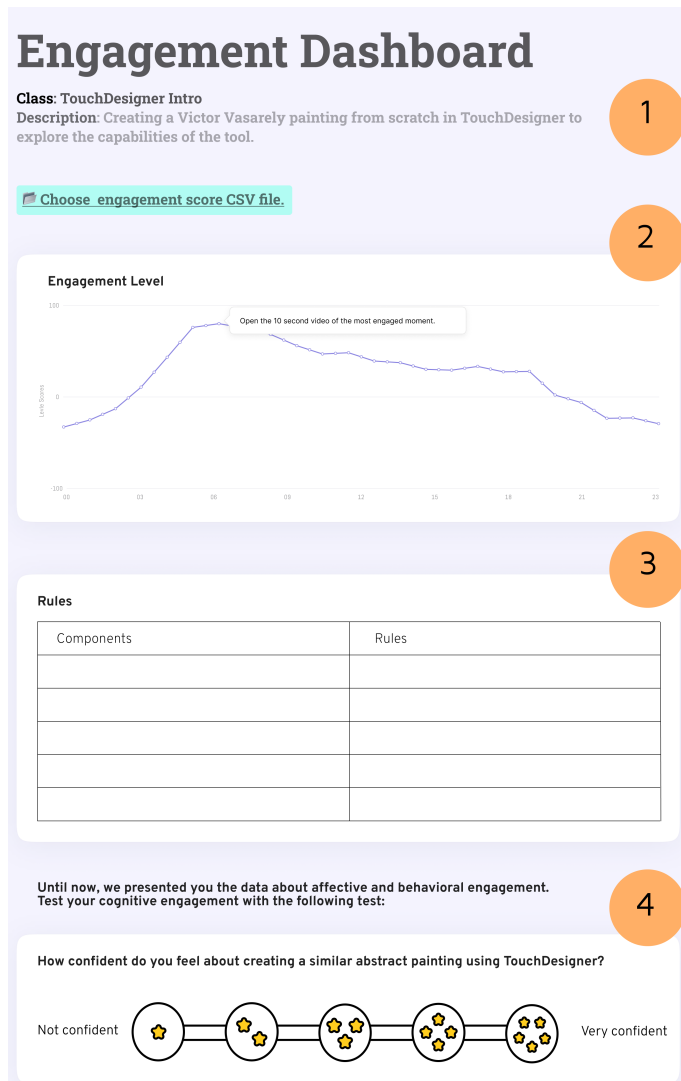 Engagement Dashboard
Class: TouchDesigner Intro
Description: Creating a Victor Vasarely painting from scratch in TouchDesigner to
explore the capabilities of the tool.
1
Choose engagement score CSV file.
2
Engagement Level
100
Open the 10 second video of the most engaged moment.
0
Levle Scores
-100
00 03 06 09 12 15 18 21 23
3
Rules
Components Rules
Until now, we presented you the data about affective and behavioral engagement.
Test your cognitive engagement with the following test:
4
How confident do you feel about creating a similar abstract painting using TouchDesigner?
Not confident Very confident